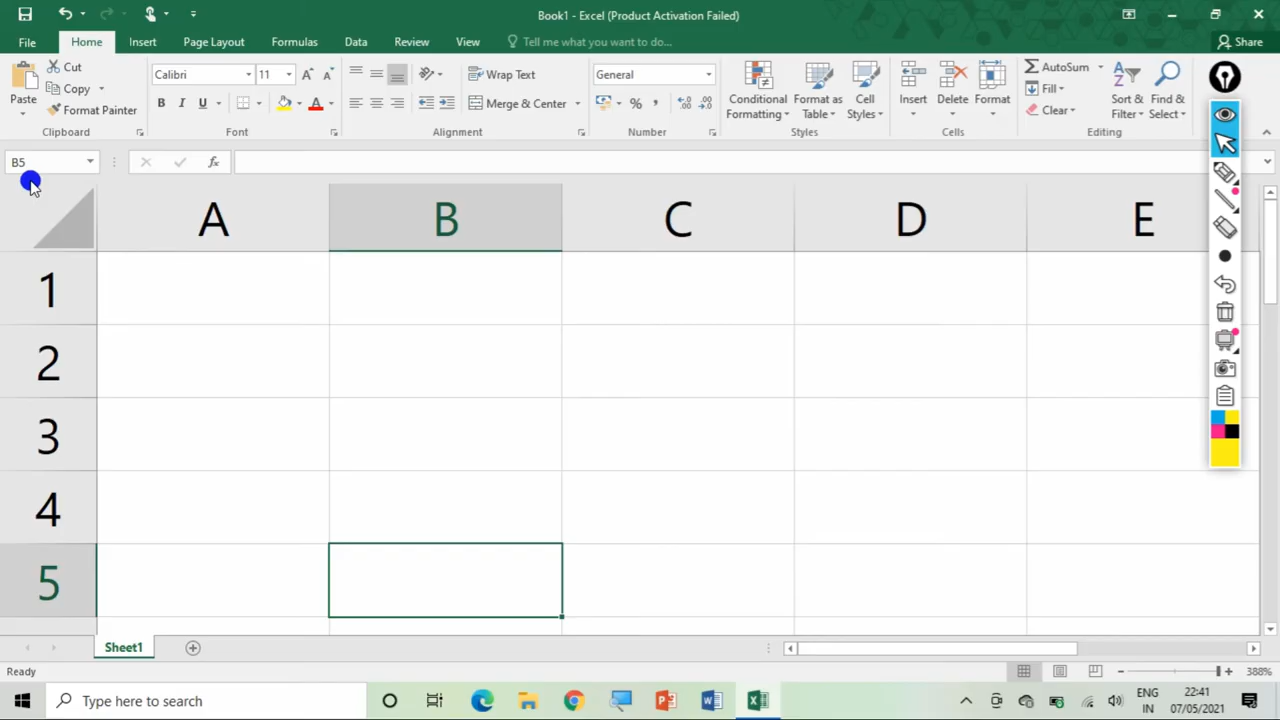 Book1 - Excel (Product Activation Failed)
File Home Insert Page Layout Formulas Data Review View Tell me what you want to do... Share
Cut
Copy
Format Painter
Paste
Clipboard
Calibri 11
B I U A
Font
Wrap Text
Merge & Center
Alignment
General
%
Number
Conditional Formatting
Format as Table
Cell Styles
Styles
Insert
Delete
Format
Cells
AutoSum
Fill
Clear
Sort & Filter
Find & Select
Editing
B5 fx
A B C D E
1
2
3
4
5
Sheet1
Ready 388%
Type here to search
ENG
IN
22:41
07/05/2021